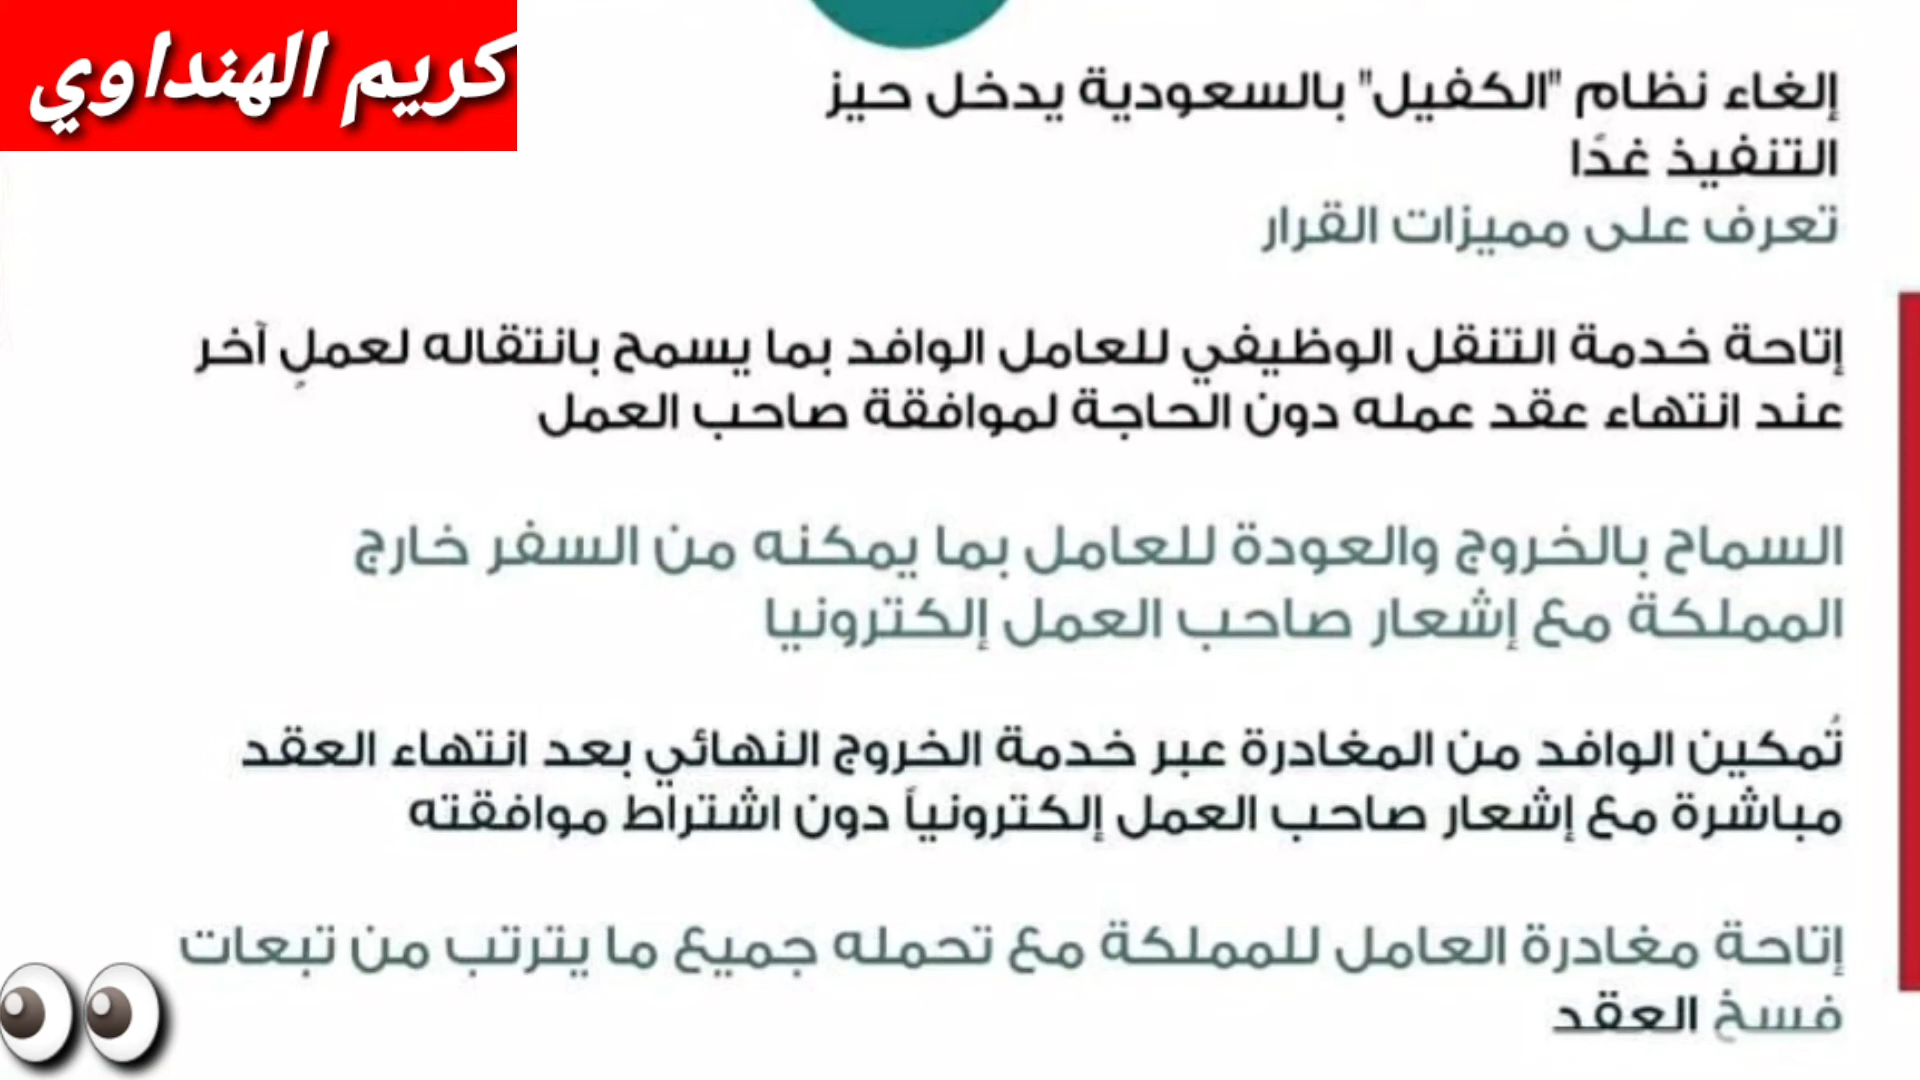 كريم الهنداوي
إلغاء نظام "الكفيل" بالسعودية يدخل حيز
التنفيذ غدًا
تعرف على مميزات القرار
إتاحة خدمة التنقل الوظيفي للعامل الوافد بما يسمح بانتقاله لعملٍ آخر
عند انتهاء عقد عمله دون الحاجة لموافقة صاحب العمل
السماح بالخروج والعودة للعامل بما يمكنه من السفر خارج
المملكة مع إشعار صاحب العمل إلكترونيا
تُمكين الوافد من المغادرة عبر خدمة الخروج النهائي بعد انتهاء العقد
مباشرة مع إشعار صاحب العمل إلكترونياً دون اشتراط موافقته
إتاحة مغادرة العامل للمملكة مع تحمله جميع ما يترتب من تبعات
فسخ العقد